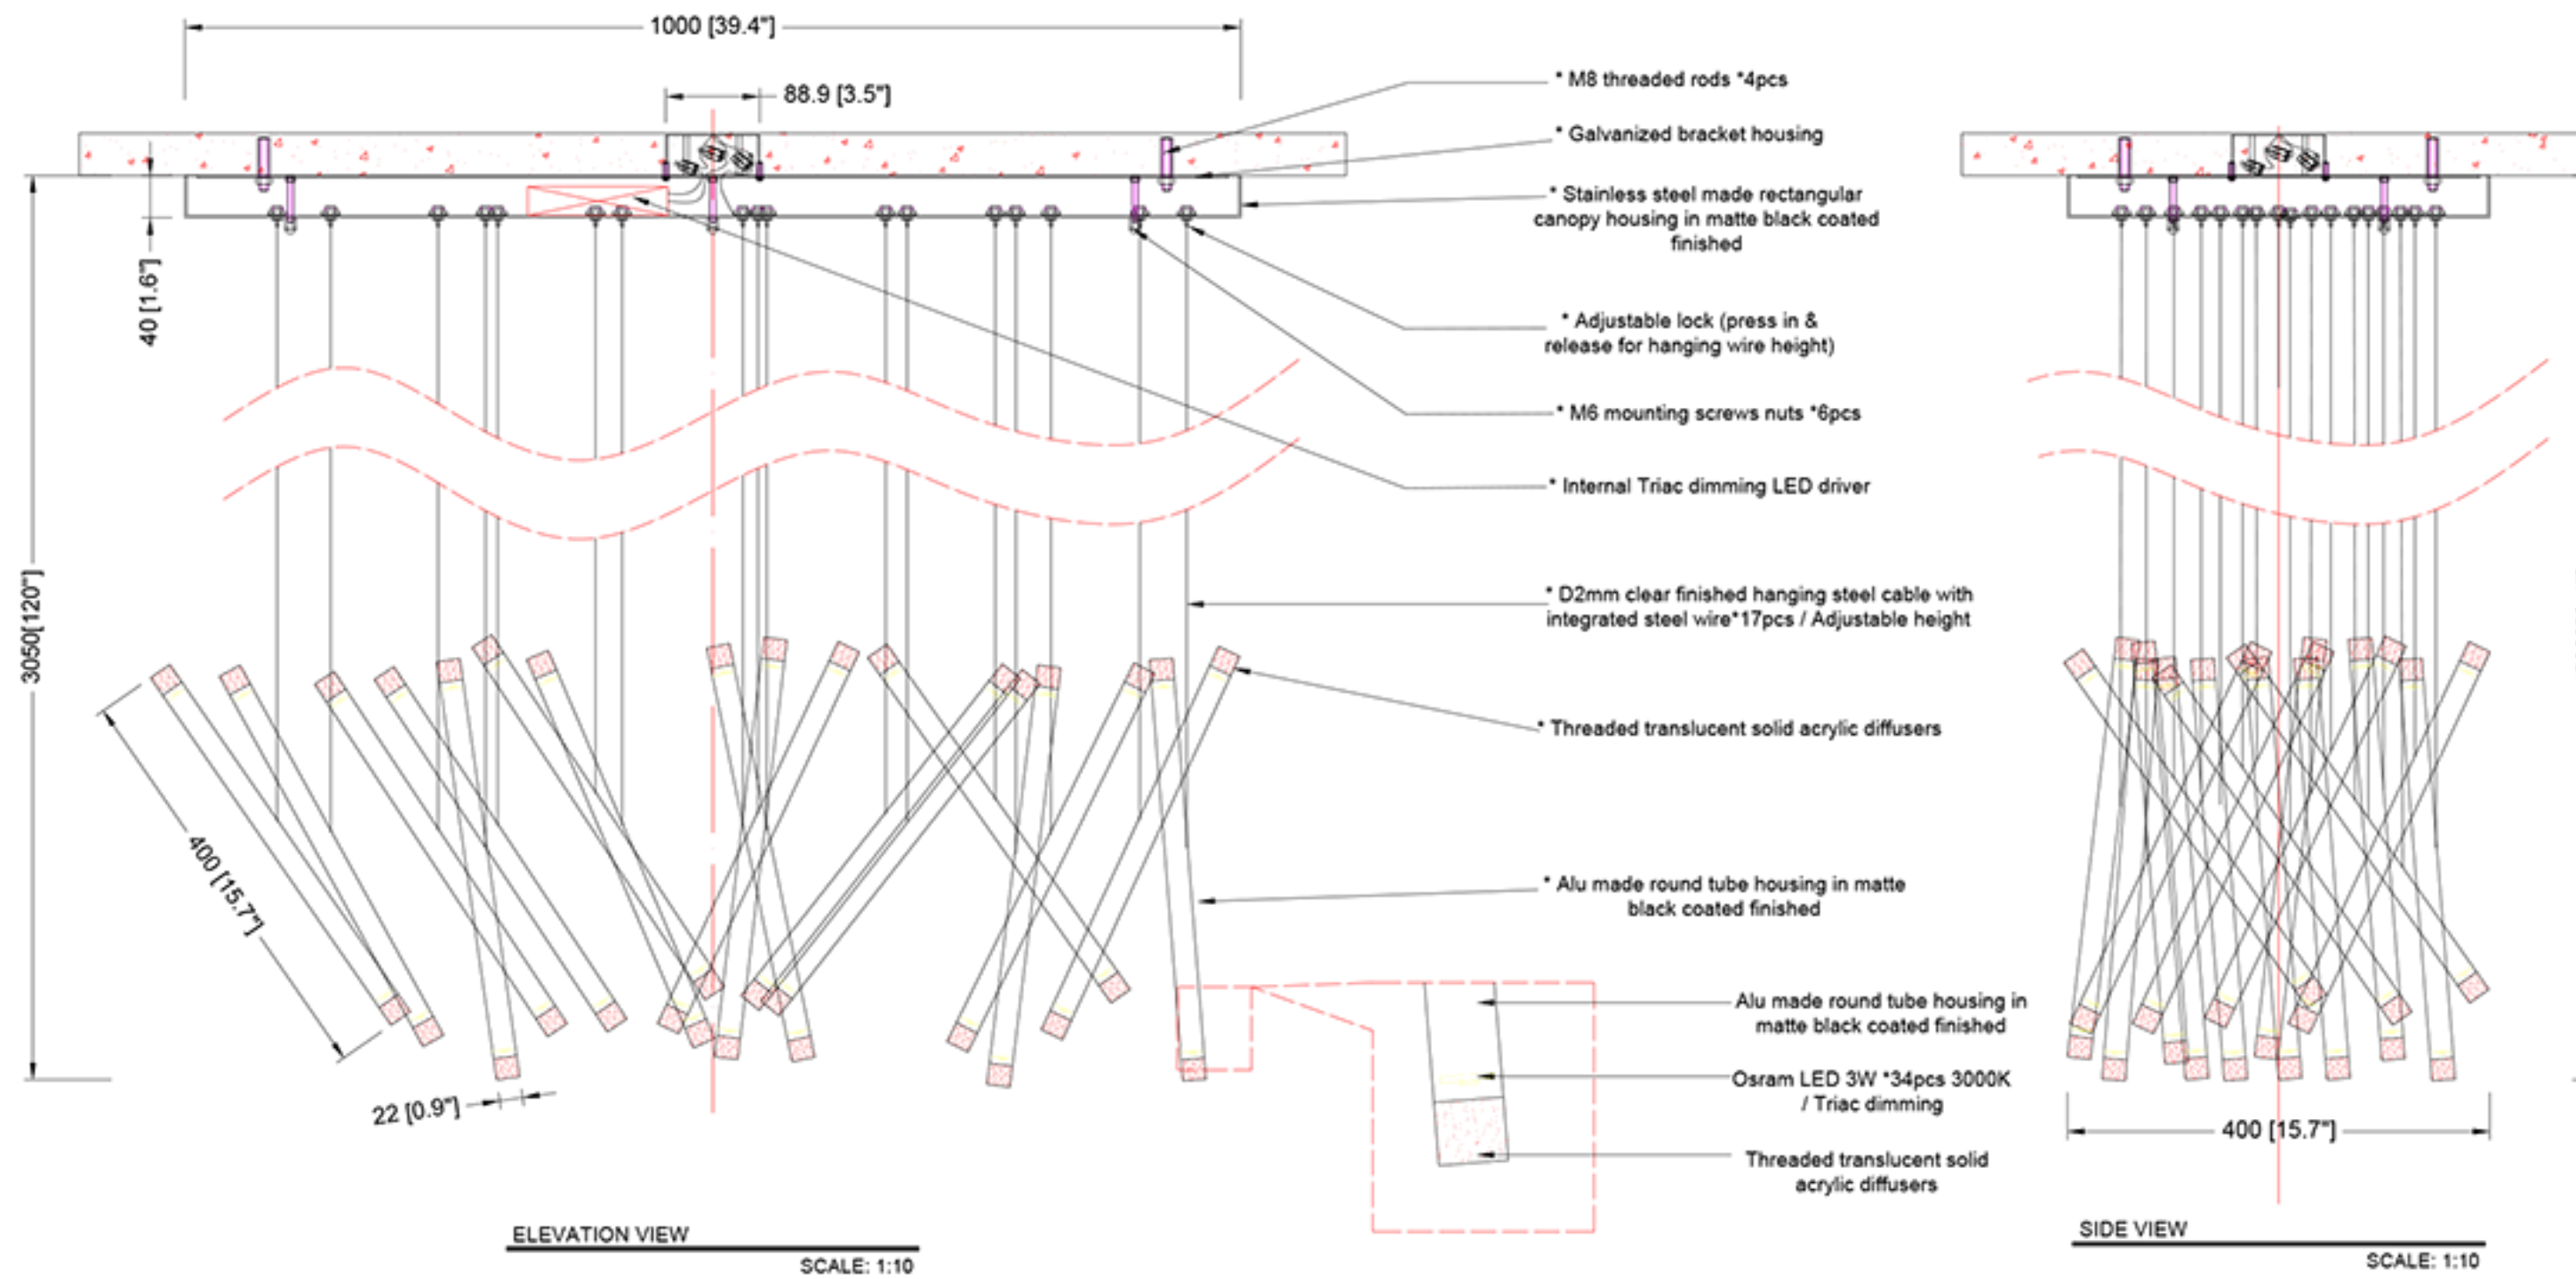 1000 [39.4"]
88.9 [3.5"]
40 [1.6"]
3050[120"]
400 [15.7"]
22 [0.9"]
* M8 threaded rods *4pcs
* Galvanized bracket housing
* Stainless steel made rectangular
canopy housing in matte black coated
finished
* Adjustable lock (press in &
release for hanging wire height)
* M6 mounting screws nuts *6pcs
* Internal Triac dimming LED driver
* D2mm clear finished hanging steel cable with
integrated steel wire*17pcs / Adjustable height
* Threaded translucent solid acrylic diffusers
* Alu made round tube housing in matte
black coated finished
Alu made round tube housing in
matte black coated finished
Osram LED 3W *34pcs 3000K
/ Triac dimming
Threaded translucent solid
acrylic diffusers
ELEVATION VIEW
SCALE: 1:10
400 [15.7"]
SIDE VIEW
SCALE: 1:10